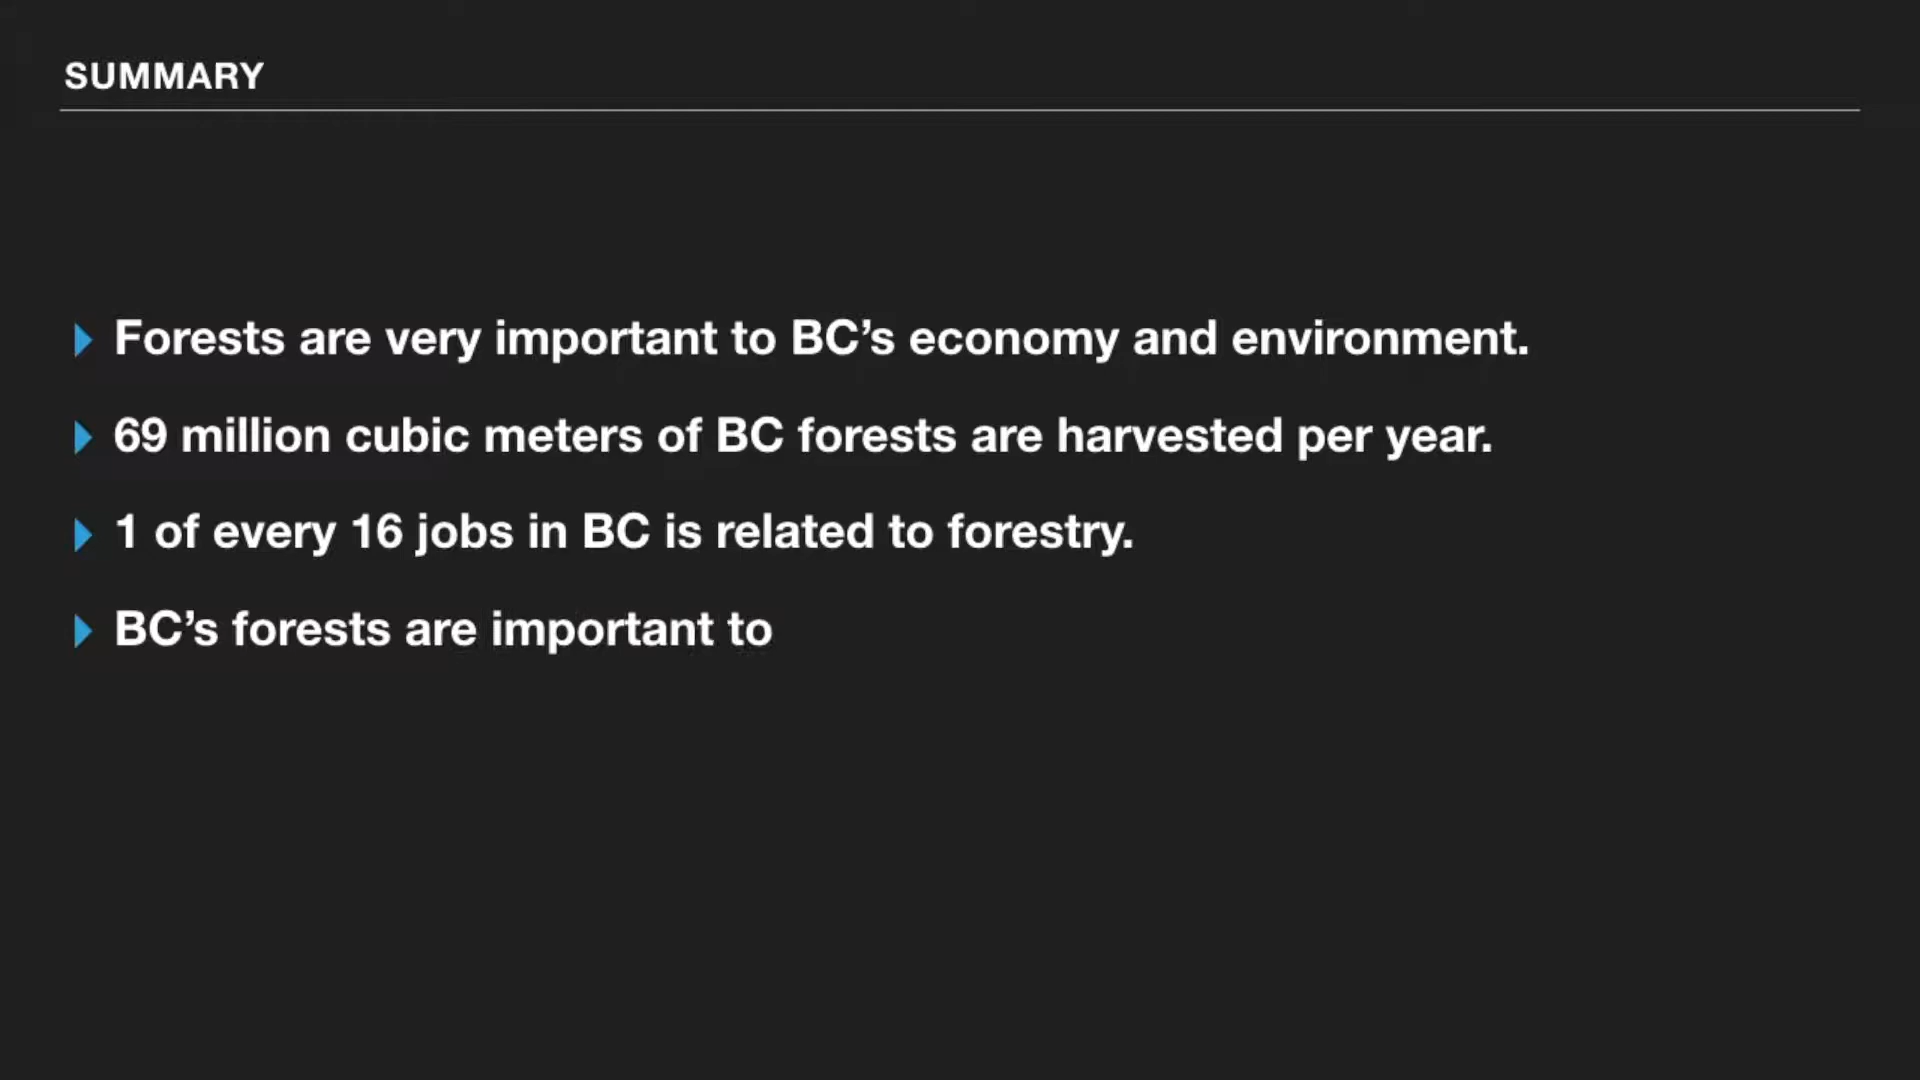 SUMMARY
Forests are very important to BC’s economy and environment.
69 million cubic meters of BC forests are harvested per year.
1 of every 16 jobs in BC is related to forestry.
BC’s forests are important to